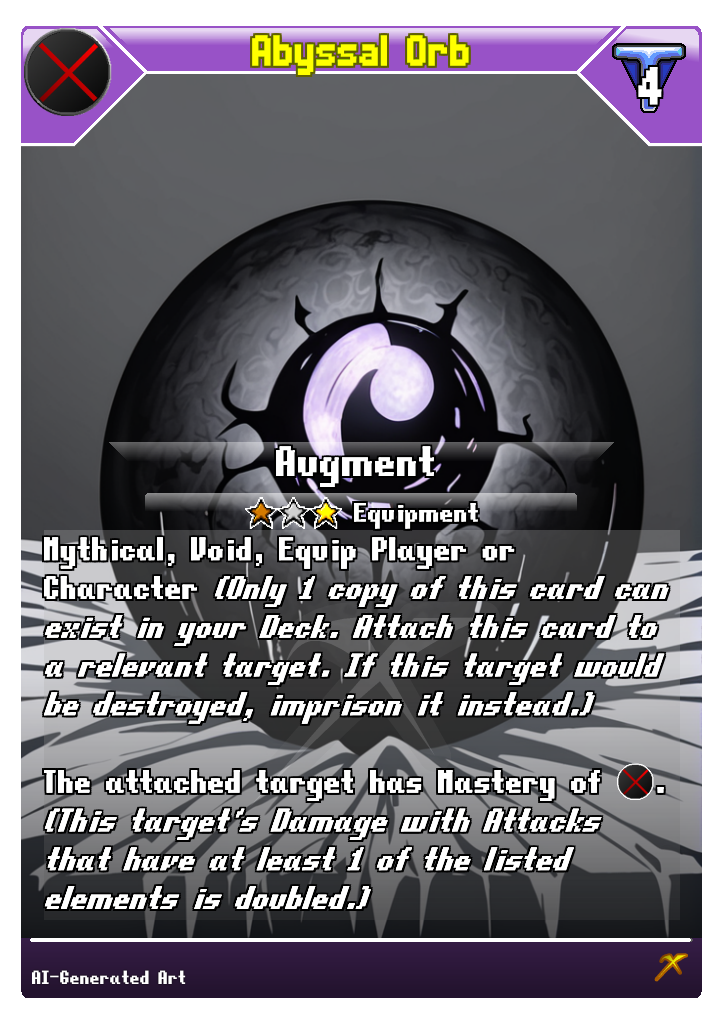 Abyssal Orb
4
Augment
Equipment
Mythical, Void, Equip Player or
Character (Only 1 copy of this card can
exist in your Deck. Attach this card to
a relevant target. If this target would
be destroyed, imprison it instead.)
The attached target has Mastery of .
(This target's Damage with Attacks
that have at least 1 of the listed
elements is doubled.)
AI-Generated Art